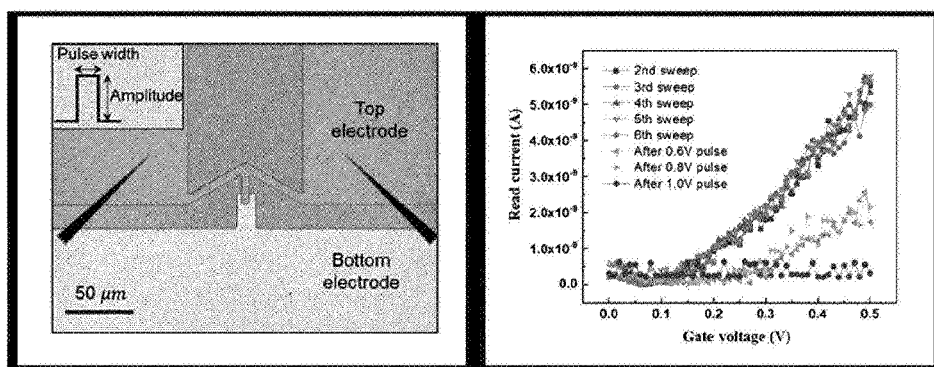 Pulse width
Amplitude
Top
electrode
Bottom
electrode
50 μm
6.0x10⁻⁹
5.0x10⁻⁹
4.0x10⁻⁹
3.0x10⁻⁹
2.0x10⁻⁹
1.0x10⁻⁹
0.0
Read current (A)
2nd sweep
3rd sweep
4th sweep
5th sweep
6th sweep
After 0.6V pulse
After 0.8V pulse
After 1.0V pulse
0.0 0.1 0.2 0.3 0.4 0.5
Gate voltage (V)